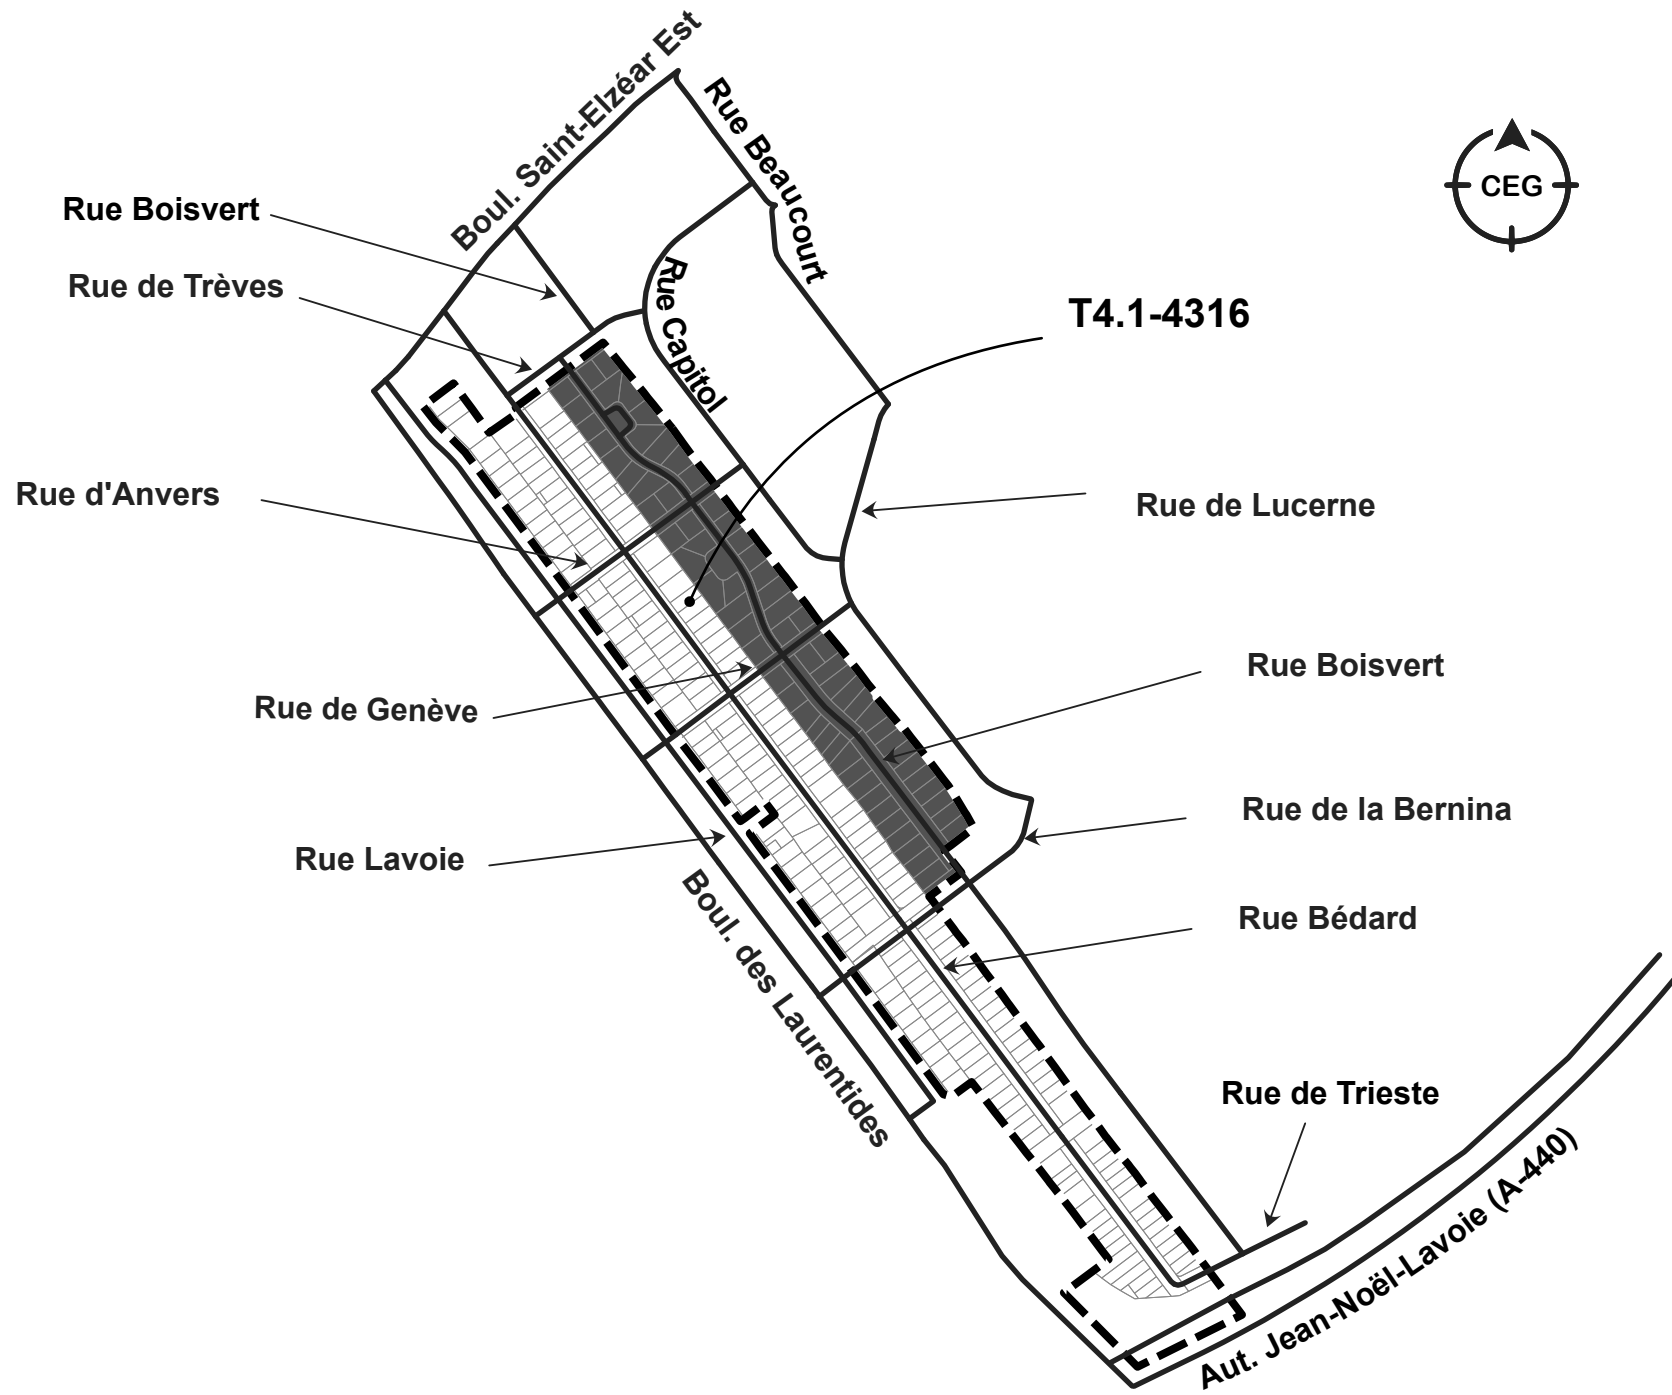 Boul. Saint-Elzéar Est
Rue Beaucourt
CEG
Rue Boisvert
Rue de Trèves
Rue Capitol
T4.1-4316
Rue d'Anvers
Rue de Lucerne
Rue Boisvert
Rue de Genève
Rue de la Bernina
Rue Lavoie
Rue Bédard
Boul. des Laurentides
Rue de Trieste
Aut. Jean-Noël-Lavoie (A-440)